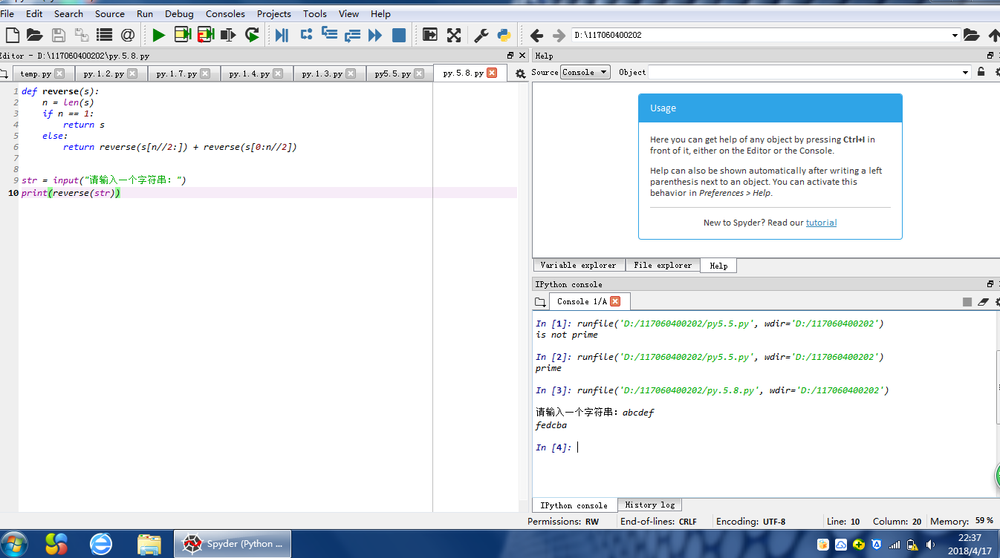 File Edit Search Source Run Debug Consoles Projects Tools View Help
D:\117060400202
Editor - D:\117060400202\py.5.8.py
temp.py py.1.2.py py.1.7.py py.1.4.py py.1.3.py py5.5.py py.5.8.py
1 def reverse(s):
2 n = len(s)
3 if n == 1:
4 return s
5 else:
6 return reverse(s[n//2:]) + reverse(s[0:n//2])
7
8
9 str = input("请输入一个字符串：")
10 print(reverse(str))
Help
Source Console Object
Usage
Here you can get help of any object by pressing Ctrl+I in
front of it, either on the Editor or the Console.
Help can also be shown automatically after writing a left
parenthesis next to an object. You can activate this
behavior in Preferences > Help.
New to Spyder? Read our tutorial
Variable explorer File explorer Help
IPython console
Console 1/A
In [1]: runfile('D:/117060400202/py5.5.py', wdir='D:/117060400202')
is not prime
In [2]: runfile('D:/117060400202/py5.5.py', wdir='D:/117060400202')
prime
In [3]: runfile('D:/117060400202/py.5.8.py', wdir='D:/117060400202')
请输入一个字符串：abcdef
fedcba
In [4]:
IPython console History log
Permissions: RW End-of-lines: CRLF Encoding: UTF-8 Line: 10 Column: 20 Memory: 59 %
Spyder (Python ...
22:37
2018/4/17